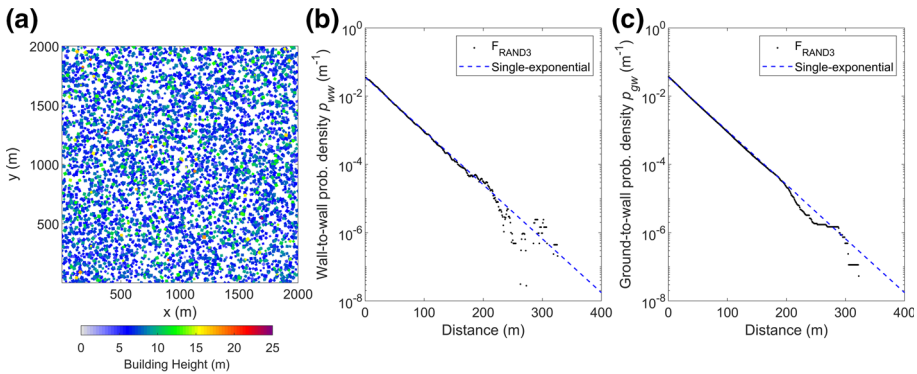 (a)
2000
1500
1000
500
y (m)
500
1000
1500
2000
x (m)
0
5
10
15
20
25
Building Height (m)
(b)
10^0
10^-2
10^-4
10^-6
10^-8
Wall-to-wall prob. density p_ww (m^-1)
F_RAND3
Single-exponential
0
100
200
300
400
Distance (m)
(c)
10^0
10^-2
10^-4
10^-6
10^-8
Ground-to-wall prob. density p_gw (m^-1)
F_RAND3
Single-exponential
0
100
200
300
400
Distance (m)